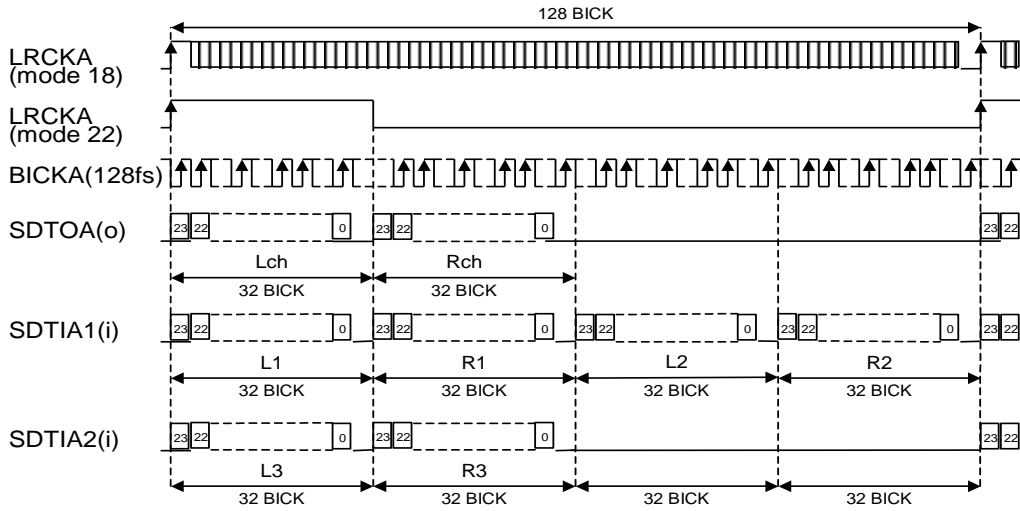 128 BICK
LRCKA
(mode 18)
LRCKA
(mode 22)
BICKA(128fs)
SDTOA(o) 23 22 0 23 22 0 23 22
Lch Rch
32 BICK 32 BICK
SDTIA1(i) 23 22 0 23 22 0 23 22 0 23 22 0 23 22
L1 R1 L2 R2
32 BICK 32 BICK 32 BICK 32 BICK
SDTIA2(i) 23 22 0 23 22 0 23 22
L3 R3
32 BICK 32 BICK 32 BICK 32 BICK